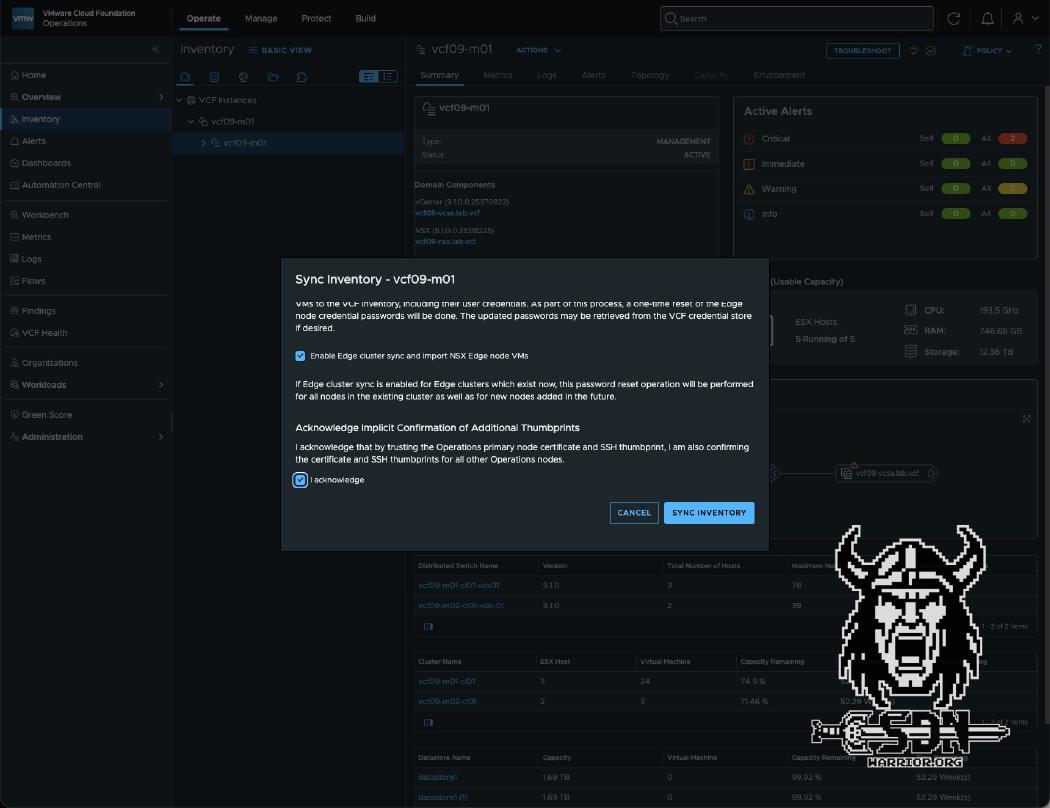 vmw
VMware Cloud Foundation
Operations
Operate
Manage
Protect
Build
Search
Home
Overview
Inventory
Alerts
Dashboards
Automation Central
Workbench
Metrics
Logs
Flows
Findings
VCF Health
Organizations
Workloads
Green Score
Administration
Inventory
BASIC VIEW
VCF Instances
vcf09-m01
vcf09-m01
vcf09-m01
ACTIONS
TROUBLESHOOT
POLICY
?
Summary
Metrics
Logs
Alerts
Topology
Capacity
Environment
vcf09-m01
Type:
MANAGEMENT
Status:
ACTIVE
Domain Components
vCenter (9.1.0.0.25370922)
vcf09-vcsa.lab.vcf
NSX (9.1.0.0.25318225)
vcf09-nsx.lab.vcf
Active Alerts
Critical Self 0 All 2
Immediate Self 0 All 0
Warning Self 0 All 2
Info Self 0 All 0
(Usable Capacity)
ESX Hosts
5 Running of 5
CPU: 193.5 GHz
RAM: 746.68 GB
Storage: 12.36 TB
vcf09-vcsa.lab.vcf
Sync Inventory - vcf09-m01
VMs to the VCF inventory, including their user credentials. As part of this process, a one-time reset of the Edge
node credential passwords will be done. The updated passwords may be retrieved from the VCF credential store
if desired.
Enable Edge cluster sync and import NSX Edge node VMs
If Edge cluster sync is enabled for Edge clusters which exist now, this password reset operation will be performed
for all nodes in the existing cluster as well as for new nodes added in the future.
Acknowledge Implicit Confirmation of Additional Thumbprints
I acknowledge that by trusting the Operations primary node certificate and SSH thumbprint, I am also confirming
the certificate and SSH thumbprints for all other Operations nodes.
I acknowledge
CANCEL
SYNC INVENTORY
Distributed Switch Name Version Total Number of Hosts Maximum
vcf09-m01-cl01-vds01 9.1.0 3 78
vcf09-m02-cl01-vds-01 9.1.0 2 39
1 - 2 of 2 items
Cluster Name ESX Host Virtual Machine Capacity Remaining
vcf09-m01-cl01 3 24 74.9 %
vcf09-m02-cl01 2 3 71.46 % 52.29
1 - 2 of 2 items
Datastore Name Capacity Virtual Machine Capacity Remaining
datastore1 1.69 TB 0 99.92 % 52.29 Week(s)
datastore1 (1) 1.69 TB 0 99.92 % 52.29 Week(s)
WARRIOR.ORG